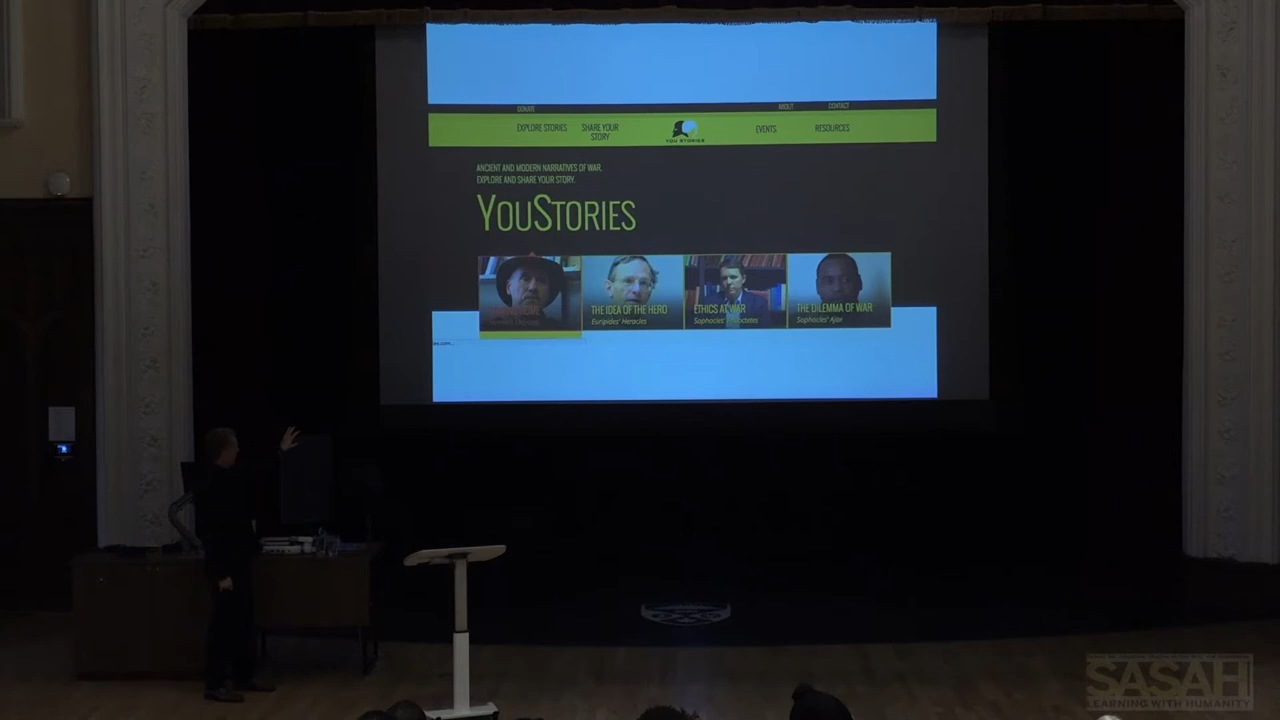 DONATE
ABOUT
CONTACT
EXPLORE STORIES
SHARE YOUR
STORY
YOU STORIES
EVENTS
RESOURCES
ANCIENT AND MODERN NARRATIVES OF WAR.
EXPLORE AND SHARE YOUR STORY.
YOUSTORIES
THE IDEA OF THE HERO
Euripides' Heracles
ETHICS AT WAR
Sophocles'
THE DILEMMA OF WAR
Sophocles' Ajax
SASAH
LEARNING WITH HUMANITY